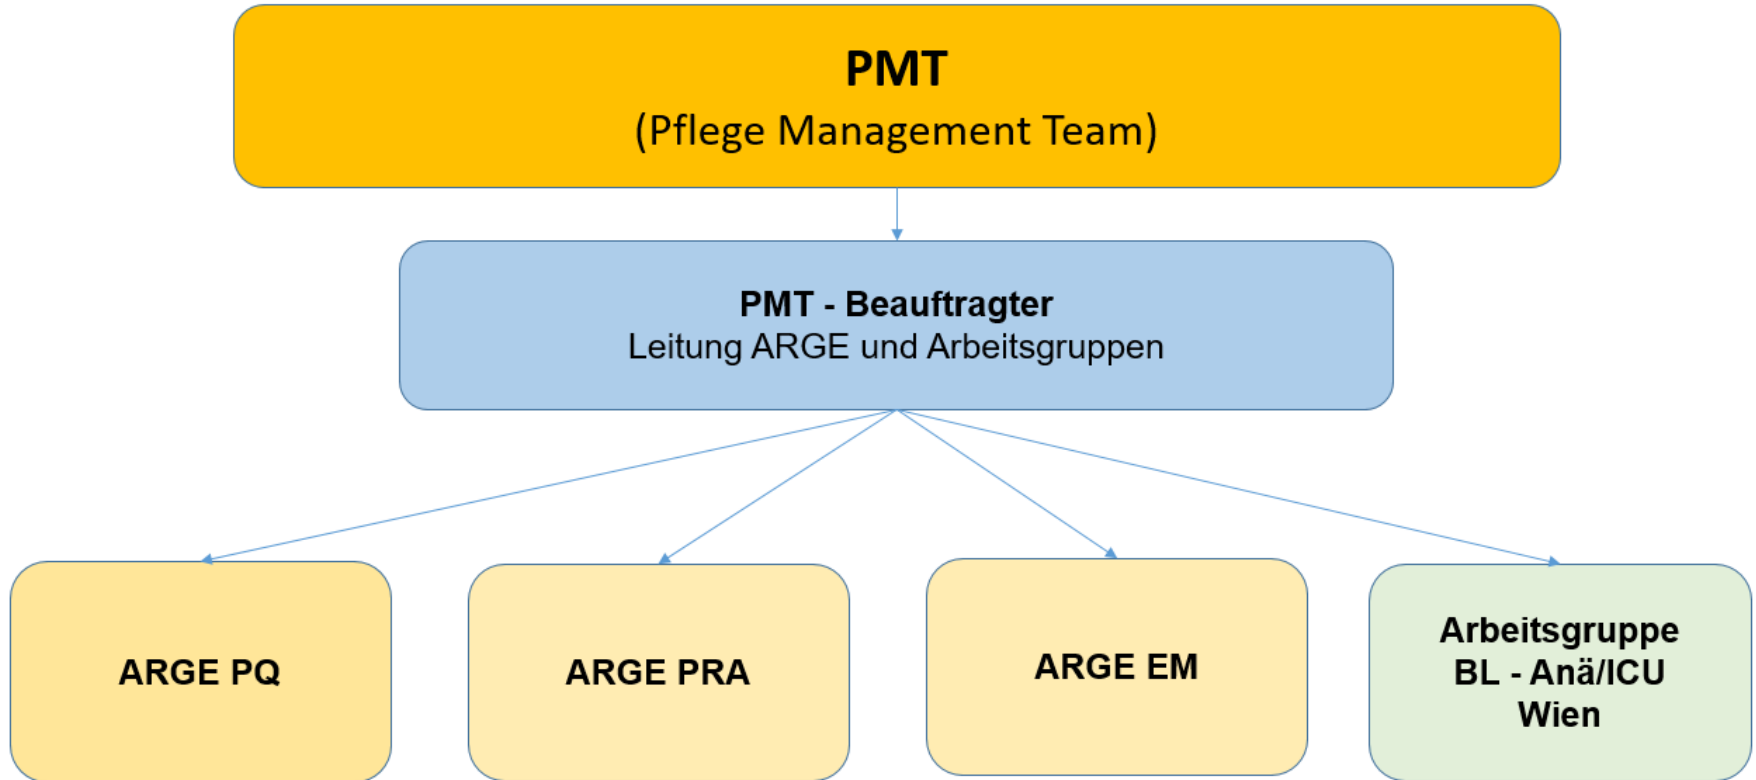 PMT
(Pflege Management Team)
PMT - Beauftragter
Leitung ARGE und Arbeitsgruppen
ARGE PQ
ARGE PRA
ARGE EM
Arbeitsgruppe
BL - Anä/ICU
Wien